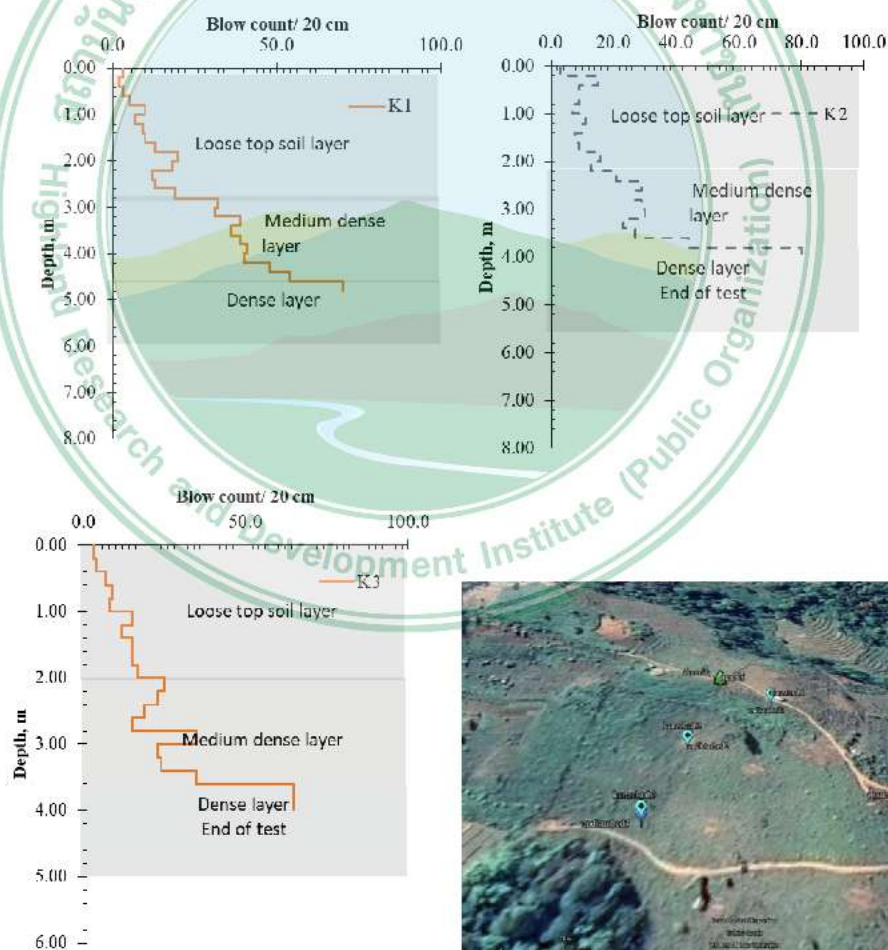 Blow count/ 20 cm
0.0 50.0 100.0
0.00
1.00
2.00
3.00
4.00
5.00
6.00
7.00
8.00
Depth, m
K1
Loose top soil layer
Medium dense
layer
Dense layer
Blow count/ 20 cm
0.0 20.0 40.0 60.0 80.0 100.0
0.00
1.00
2.00
3.00
4.00
5.00
6.00
7.00
8.00
Depth, m
Loose top soil layer
K2
Medium dense
layer
Dense layer
End of test
Highland Research and Development Institute (Public Organization)
Blow count/ 20 cm
0.0 50.0 100.0
0.00
1.00
2.00
3.00
4.00
5.00
6.00
Depth, m
K3
Loose top soil layer
Medium dense layer
Dense layer
End of test